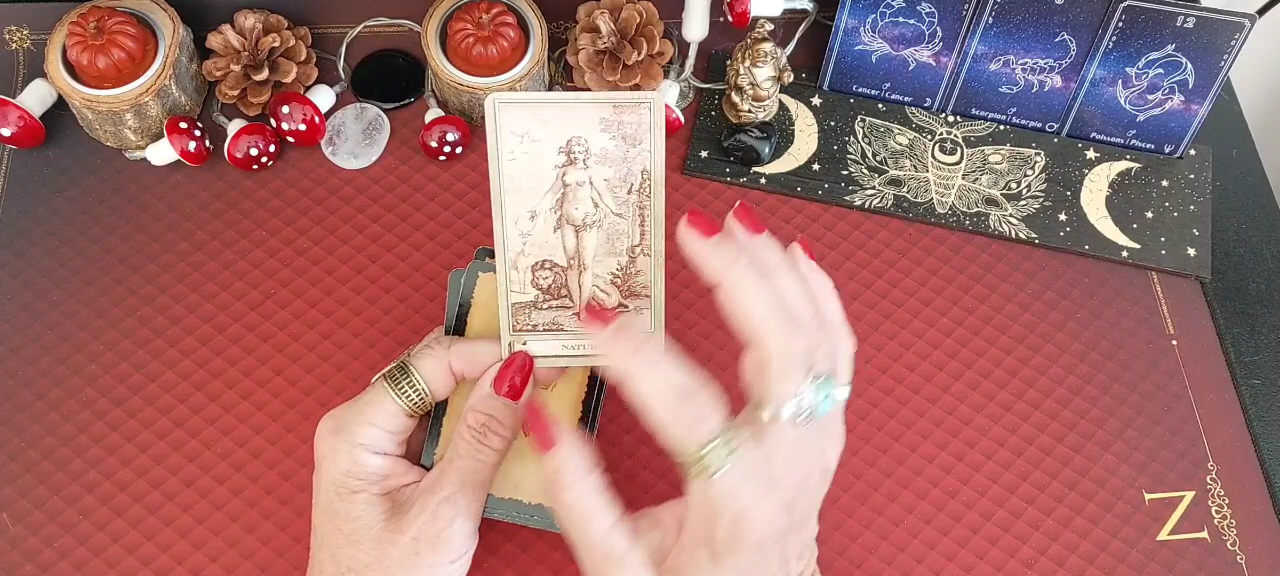 12
Cancer | Cancer
Scorpion | Scorpio
Poissons | Pisces
N